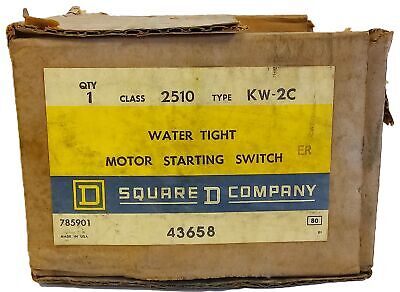 QTY
1 CLASS 2510 TYPE KW-2C
WATER TIGHT
MOTOR STARTING SWITCH
ER
D SQUARE D COMPANY
785901
MADE IN USA
43658
80